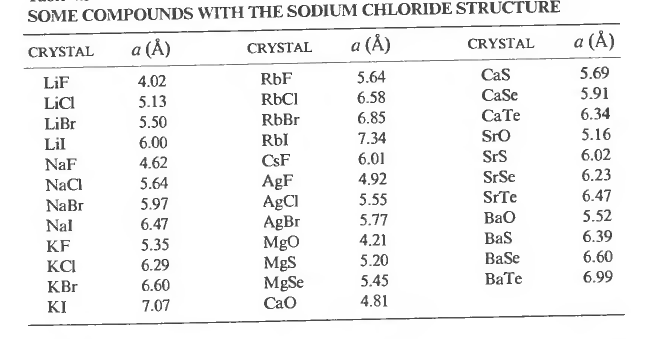 SOME COMPOUNDS WITH THE SODIUM CHLORIDE STRUCTURE
CRYSTAL a (Å) CRYSTAL a (Å) CRYSTAL a (Å)
LiF 4.02 RbF 5.64 CaS 5.69
LiCl 5.13 RbCl 6.58 CaSe 5.91
LiBr 5.50 RbBr 6.85 CaTe 6.34
LiI 6.00 RbI 7.34 SrO 5.16
NaF 4.62 CsF 6.01 SrS 6.02
NaCl 5.64 AgF 4.92 SrSe 6.23
NaBr 5.97 AgCl 5.55 SrTe 6.47
NaI 6.47 AgBr 5.77 BaO 5.52
KF 5.35 MgO 4.21 BaS 6.39
KCl 6.29 MgS 5.20 BaSe 6.60
KBr 6.60 MgSe 5.45 BaTe 6.99
KI 7.07 CaO 4.81